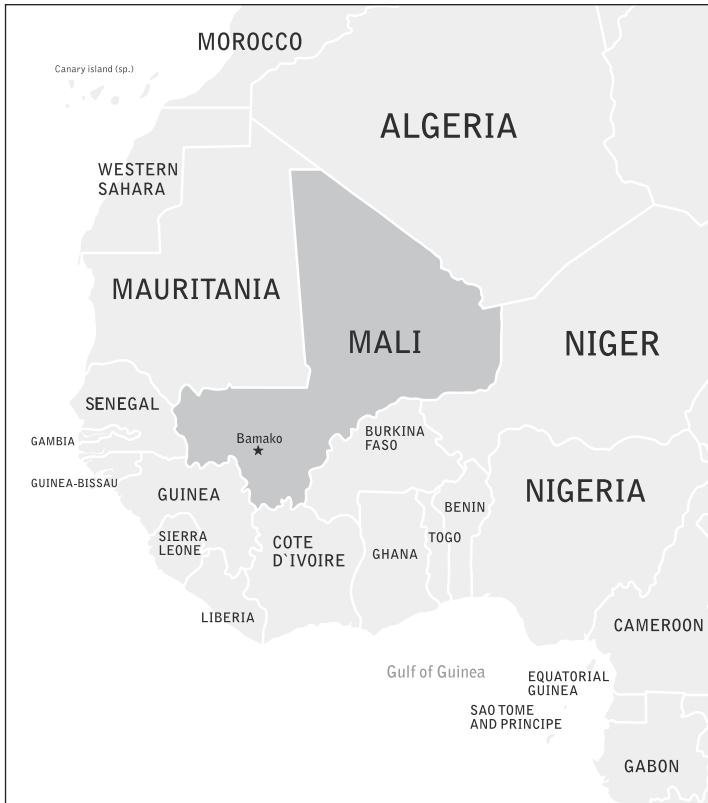 MOROCCO
Canary island (sp.)
ALGERIA
WESTERN
SAHARA
MAURITANIA
MALI
NIGER
SENEGAL
Bamako
BURKINA
FASO
GAMBIA
GUINEA-BISSAU
GUINEA
NIGERIA
BENIN
SIERRA
LEONE
COTE
D`IVOIRE
GHANA
TOGO
LIBERIA
CAMEROON
Gulf of Guinea
EQUATORIAL
GUINEA
SAO TOME
AND PRINCIPE
GABON